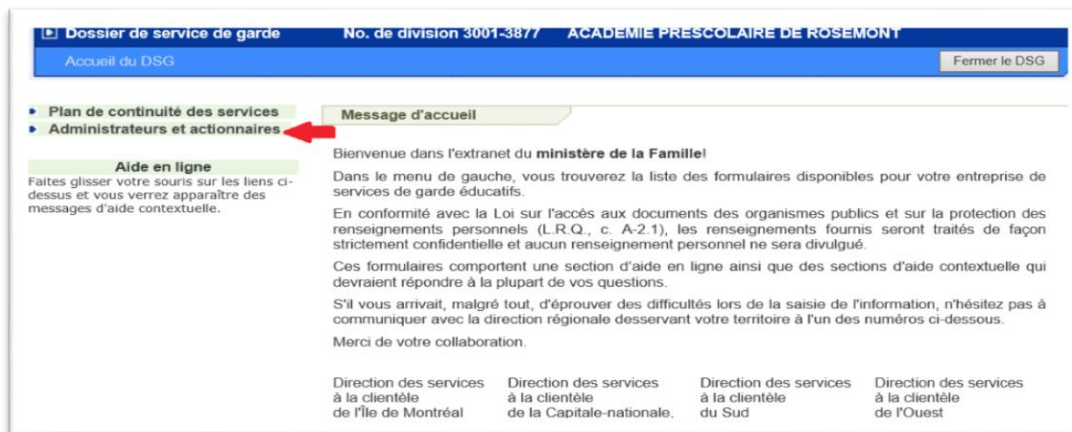 Dossier de service de garde No. de division 3001-3877 ACADEMIE PRESCOLAIRE DE ROSEMONT
Accueil du DSG Fermer le DSG
Plan de continuité des services
Administrateurs et actionnaires
Aide en ligne
Faites glisser votre souris sur les liens ci-
dessus et vous verrez apparaître des
messages d'aide contextuelle.
Message d'accueil
Bienvenue dans l'extranet du ministère de la Famille!
Dans le menu de gauche, vous trouverez la liste des formulaires disponibles pour votre entreprise de
services de garde éducatifs.
En conformité avec la Loi sur l'accès aux documents des organismes publics et sur la protection des
renseignements personnels (L.R.Q., c. A-2.1), les renseignements fournis seront traités de façon
strictement confidentielle et aucun renseignement personnel ne sera divulgué.
Ces formulaires comportent une section d'aide en ligne ainsi que des sections d'aide contextuelle qui
devraient répondre à la plupart de vos questions.
S'il vous arrivait, malgré tout, d'éprouver des difficultés lors de la saisie de l'information, n'hésitez pas à
communiquer avec la direction régionale desservant votre territoire à l'un des numéros ci-dessous.
Merci de votre collaboration.
Direction des services
à la clientèle
de l'Île de Montréal
Direction des services
à la clientèle
de la Capitale-nationale,
Direction des services
à la clientèle
du Sud
Direction des services
à la clientèle
de l'Ouest